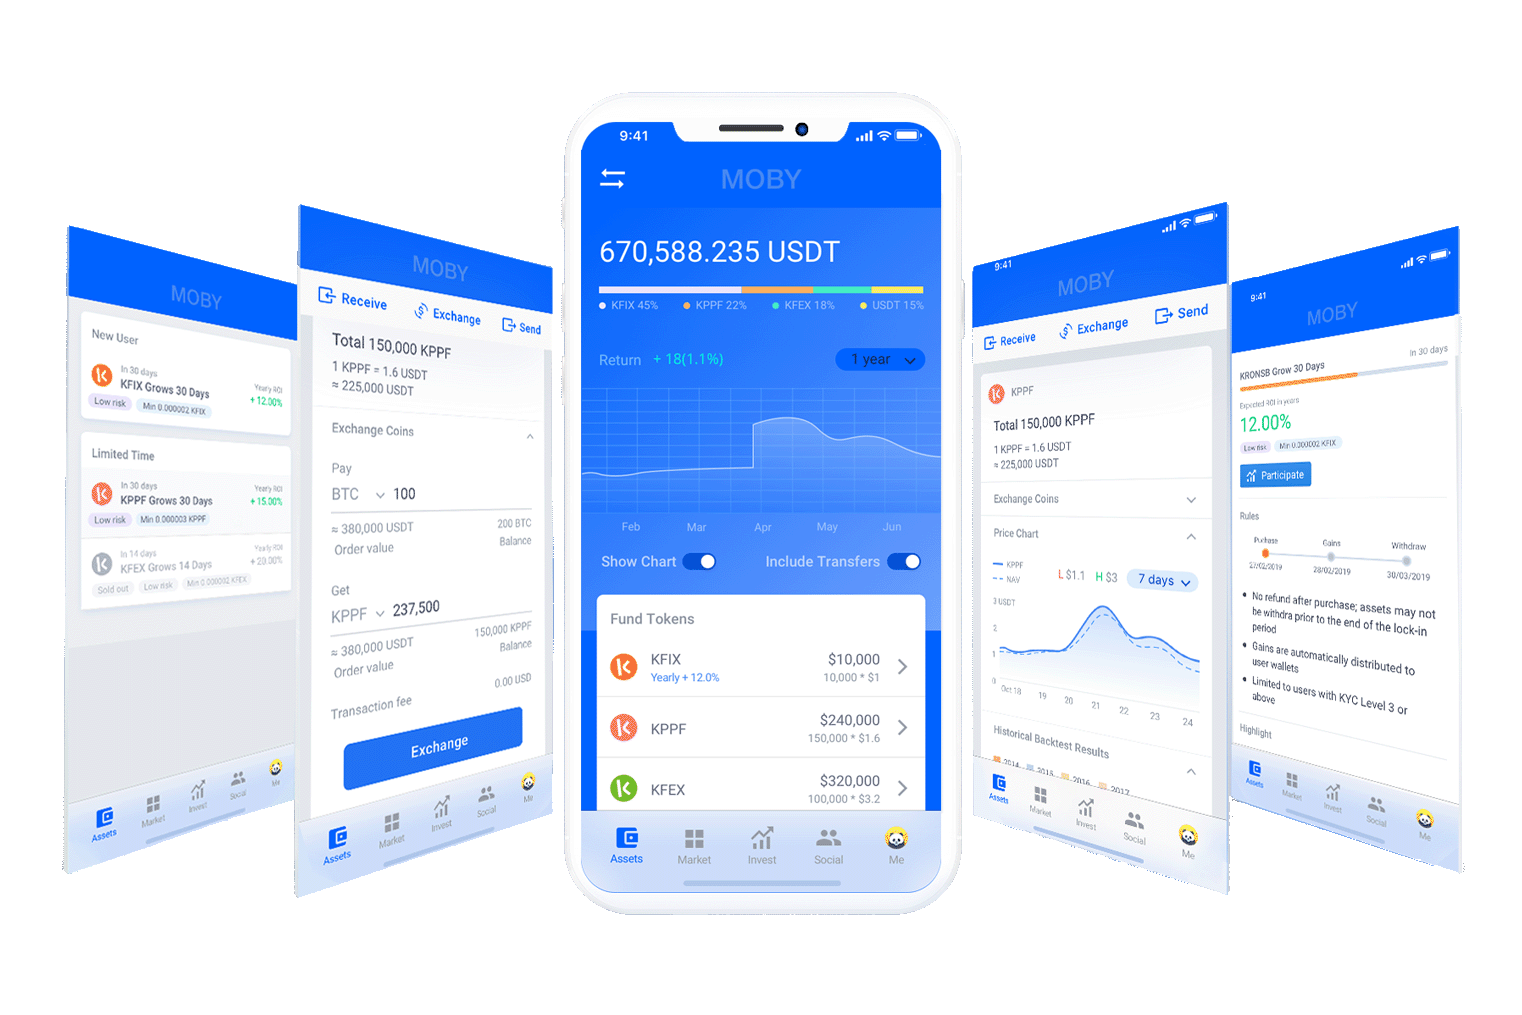 MOBY
New User
In 30 days
KFIX Grows 30 Days
Yearly ROI
+ 12.00%
Low risk
Min 0.000002 KFIX
Limited Time
In 30 days
KPPF Grows 30 Days
Yearly ROI
+ 15.00%
Low risk
Min 0.000003 KPPF
In 14 days
KFEX Grows 14 Days
Yearly ROI
+ 20.00%
Sold out
Low risk
Min 0.000002 KFEX
Assets
Market
Invest
Social
Me
MOBY
Receive
Exchange
Send
Total 150,000 KPPF
1 KPPF = 1.6 USDT
≈ 225,000 USDT
Exchange Coins
Pay
BTC 100
≈ 380,000 USDT
Order value
200 BTC
Balance
Get
KPPF 237,500
≈ 380,000 USDT
Order value
150,000 KPPF
Balance
Transaction fee
0.00 USD
Exchange
Assets
Market
Invest
Social
Me
9:41
MOBY
670,588.235 USDT
KFIX 45%
KPPF 22%
KFEX 18%
USDT 15%
Return + 18(1.1%)
1 year
Feb Mar Apr May Jun
Show Chart
Include Transfers
Fund Tokens
KFIX
Yearly + 12.0%
$10,000
10,000 * $1
KPPF
$240,000
150,000 * $1.6
KFEX
$320,000
100,000 * $3.2
Assets
Market
Invest
Social
Me
9:41
MOBY
Receive
Exchange
Send
KPPF
Total 150,000 KPPF
1 KPPF = 1.6 USDT
≈ 225,000 USDT
Exchange Coins
Price Chart
KPPF
NAV
L $1.1 H $3
7 days
3 USDT
2
1
0
Oct 18 19 20 21 22 23 24
Historical Backtest Results
2014 2015 2016 2017
Assets
Market
Invest
Social
Me
9:41
MOBY
KRONSB Grow 30 Days
In 30 days
Expected ROI in years
12.00%
Low risk
Min 0.000002 KFIX
Participate
Rules
Puchase
Gains
Withdraw
27/02/2019
28/02/2019
30/03/2019
No refund after purchase; assets may not
be withdra prior to the end of the lock-in
period
Gains are automatically distributed to
user wallets
Limited to users with KYC Level 3 or
above
Highlight
Assets
Market
Invest
Social
Me